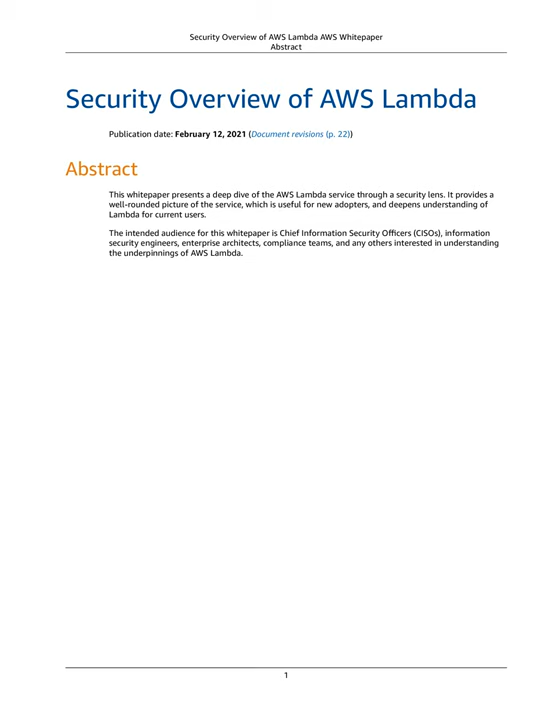 Security Overview of AWS Lambda AWS Whitepaper
Abstract
Security Overview of AWS Lambda
Publication date: February 12, 2021 (Document revisions (p. 22))
Abstract
This whitepaper presents a deep dive of the AWS Lambda service through a security lens. It provides a
well-rounded picture of the service, which is useful for new adopters, and deepens understanding of
Lambda for current users.
The intended audience for this whitepaper is Chief Information Security Officers (CISOs), information
security engineers, enterprise architects, compliance teams, and any others interested in understanding
the underpinnings of AWS Lambda.
1